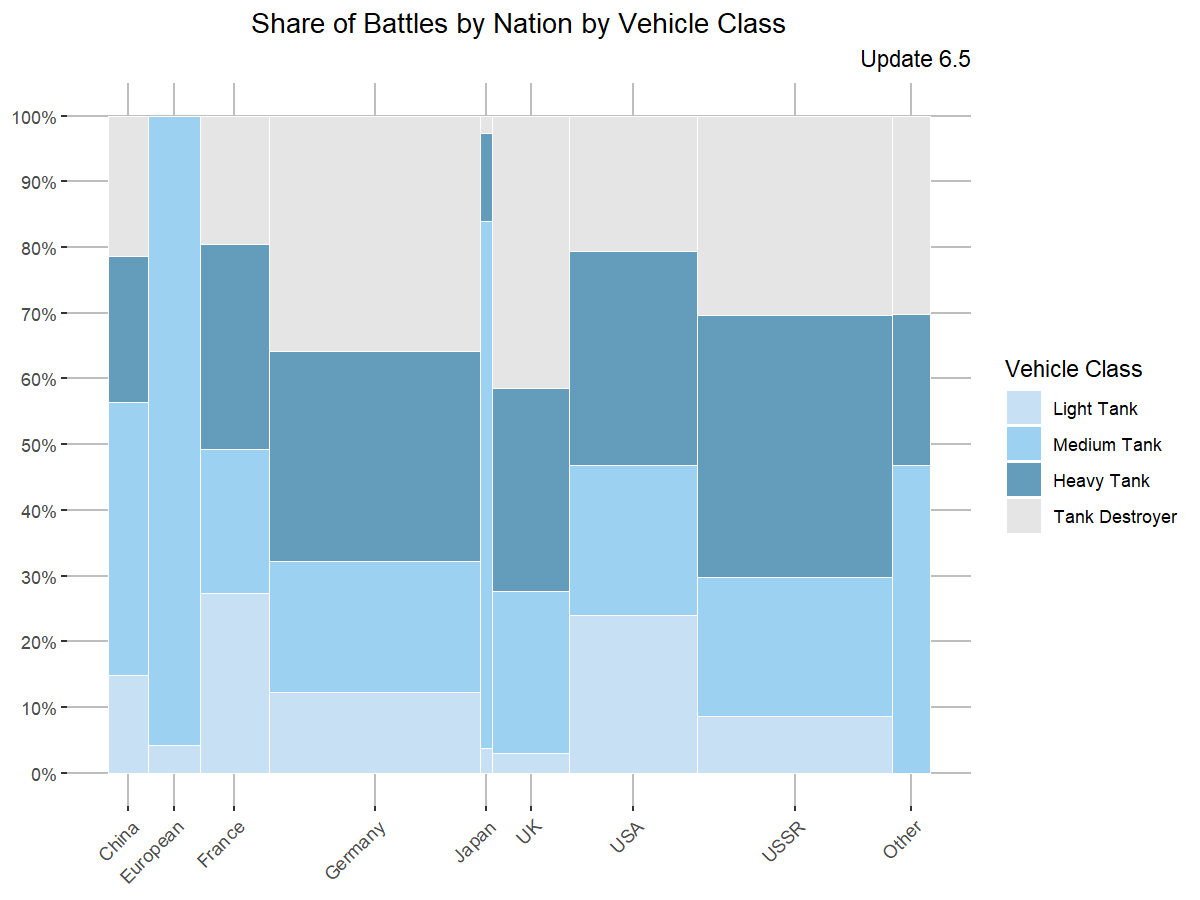 Share of Battles by Nation by Vehicle Class
Update 6.5
100%
90%
80%
70%
60%
50%
40%
30%
20%
10%
0%
China
European
France
Germany
Japan
UK
USA
USSR
Other
Vehicle Class
Light Tank
Medium Tank
Heavy Tank
Tank Destroyer